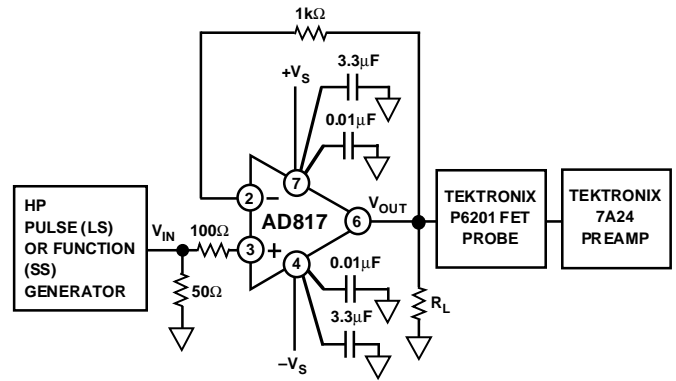 1kΩ
3.3μF
+VS
0.01μF
7
2
−
HP
PULSE (LS)
OR FUNCTION
(SS)
GENERATOR
VIN
100Ω
3
+
AD817
6
VOUT
TEKTRONIX
P6201 FET
PROBE
TEKTRONIX
7A24
PREAMP
50Ω
4
0.01μF
3.3μF
RL
−VS